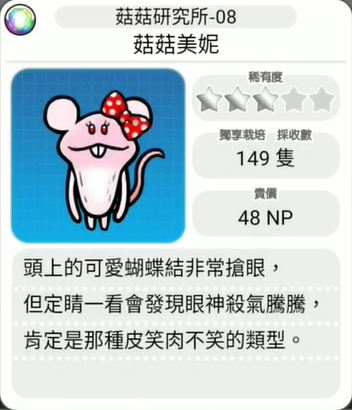 菇菇研究所-08
菇菇美妮
稀有度
獨享栽培 採收數
149 隻
賣價
48 NP
頭上的可愛蝴蝶結非常搶眼，
但定睛一看會發現眼神殺氣騰騰，
肯定是那種皮笑肉不笑的類型。